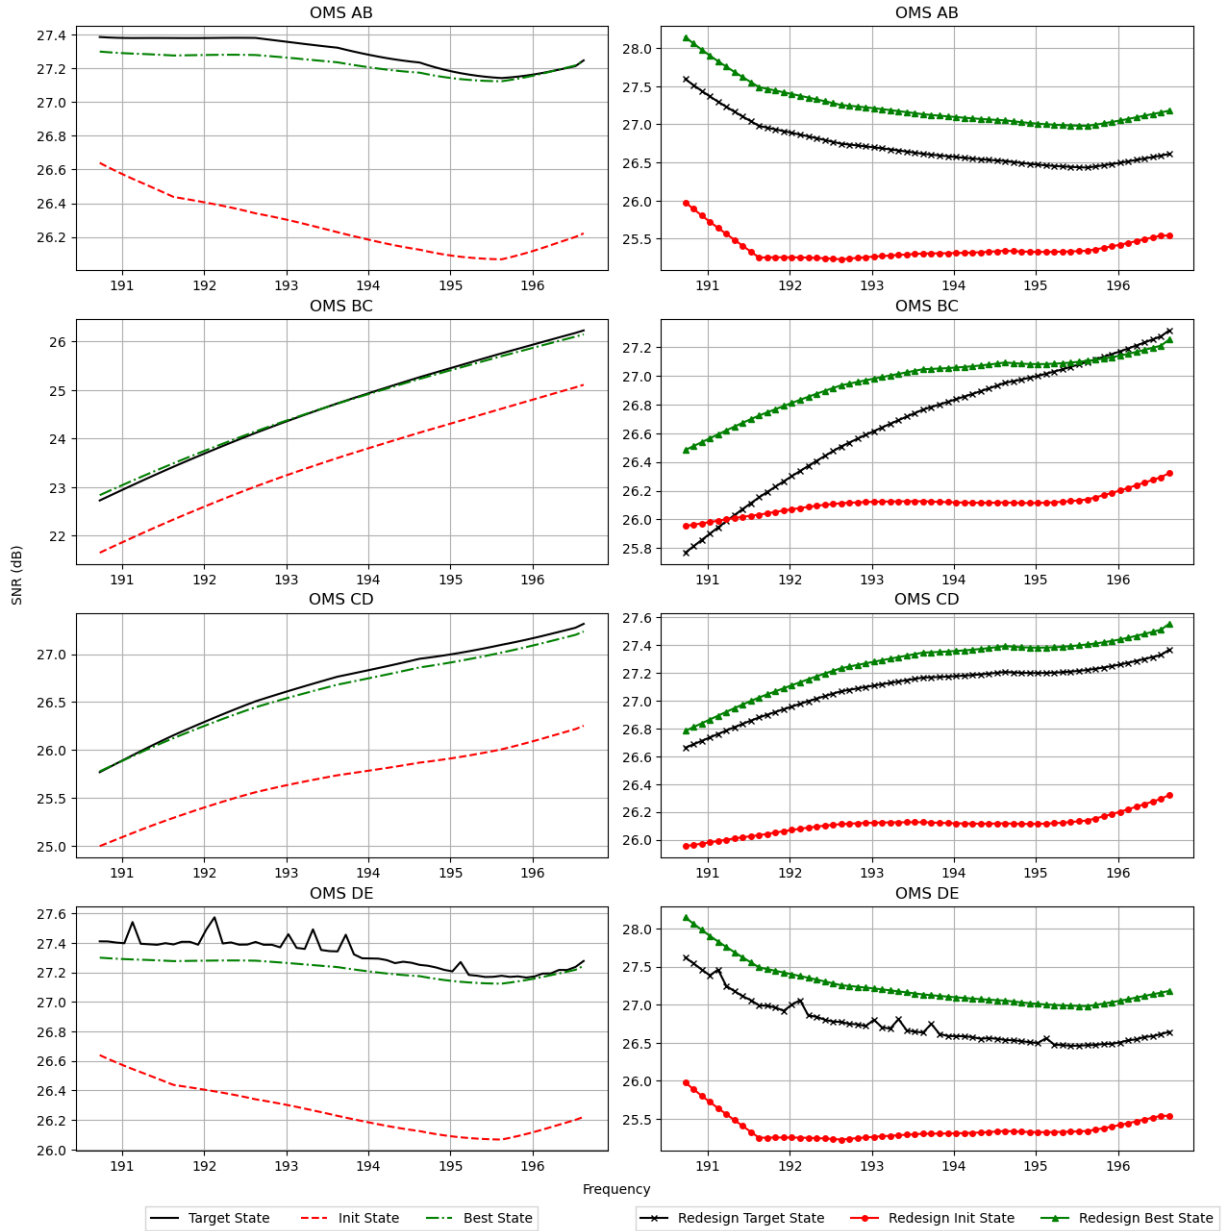 OMS AB
27.4
27.2
27.0
26.8
26.6
26.4
26.2
191 192 193 194 195 196
OMS AB
28.0
27.5
27.0
26.5
26.0
25.5
191 192 193 194 195 196
OMS BC
26
25
24
23
22
191 192 193 194 195 196
OMS BC
27.2
27.0
26.8
26.6
26.4
26.2
26.0
25.8
191 192 193 194 195 196
SNR (dB)
OMS CD
27.0
26.5
26.0
25.5
25.0
191 192 193 194 195 196
OMS CD
27.6
27.4
27.2
27.0
26.8
26.6
26.4
26.2
26.0
191 192 193 194 195 196
OMS DE
27.6
27.4
27.2
27.0
26.8
26.6
26.4
26.2
26.0
191 192 193 194 195 196
OMS DE
28.0
27.5
27.0
26.5
26.0
25.5
191 192 193 194 195 196
Frequency
Target State Init State Best State
Redesign Target State Redesign Init State Redesign Best State